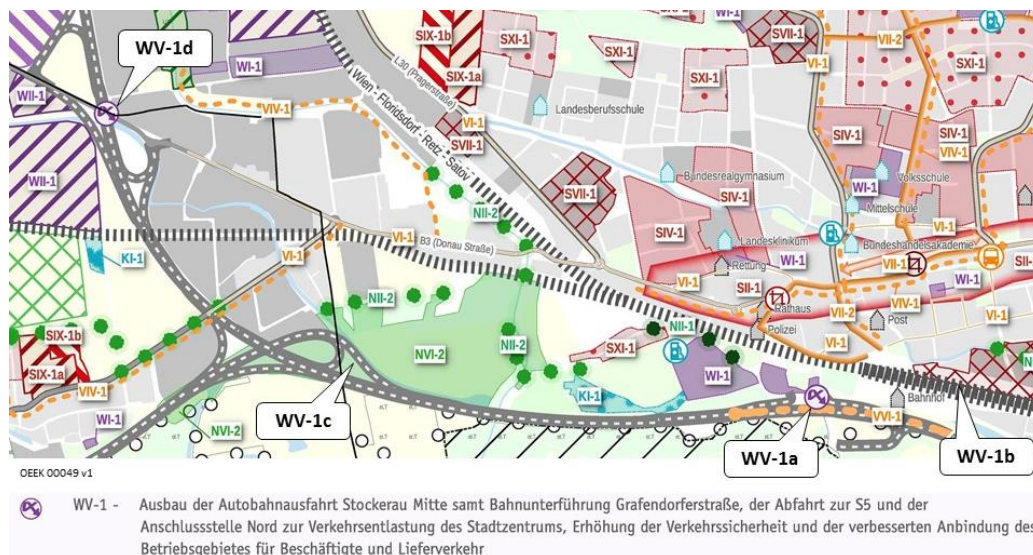 WV-1d
SIX-1b
SIX-1a
WI-1
WII-1
VIV-1
L30 (Pragerstraße)
Wien - Floridsdorf - Retz - Satov
SXI-1
SXI-1
SXI-1
SVII-1
WI-1
VII-2
VI-1
Landesberufsschule
VI-1
SVII-1
SVII-1
SIV-1
SIV-1
VIV-1
SIV-1
Bundesrealgymnasium
SIV-1
WI-1
Volksschule
Mittelschule
WII-1
NII-2
KI-1
VI-1
VI-1
B3 (Donau Straße)
SIV-1
Landesklinikum
Rettung
WI-1
VI-1
Bundeshandelsakademie
VII-1
SII-1
VI-1
SII-1
WI-1
VIV-1
Rathaus
VII-2
Post
VI-1
Polizei
VI-1
NII-2
NII-2
NVI-2
NII-1
SXI-1
WI-1
KI-1
SIX-1b
SIX-1a
VIV-1
WI-1
NVI-2
WV-1c
WV-1a
VVI-1
Bahnhof
WV-1b
OEEK 00049 v1
WV-1 - Ausbau der Autobahnausfahrt Stockerau Mitte samt Bahnunterführung Grafendorferstraße, der Abfahrt zur S5 und der
Anschlussstelle Nord zur Verkehrsentlastung des Stadtzentrums, Erhöhung der Verkehrssicherheit und der verbesserten Anbindung des
Betriebsgebietes für Beschäftigte und Lieferverkehr